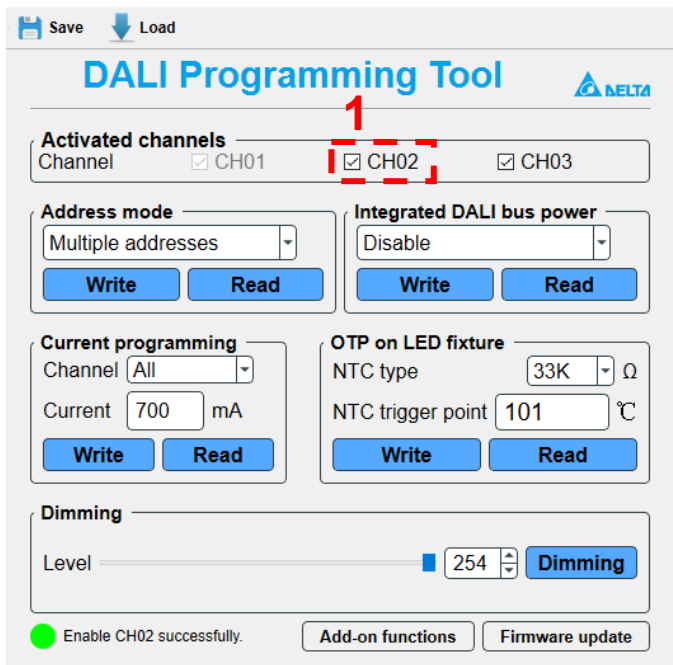 Save Load
DALI Programming Tool
DELTA
1
Activated channels
Channel CH01 CH02 CH03
Address mode Integrated DALI bus power
Multiple addresses Disable
Write Read Write Read
Current programming OTP on LED fixture
Channel All NTC type 33K Ω
Current 700 mA NTC trigger point 101 ℃
Write Read Write Read
Dimming
Level 254 Dimming
Enable CH02 successfully. Add-on functions Firmware update